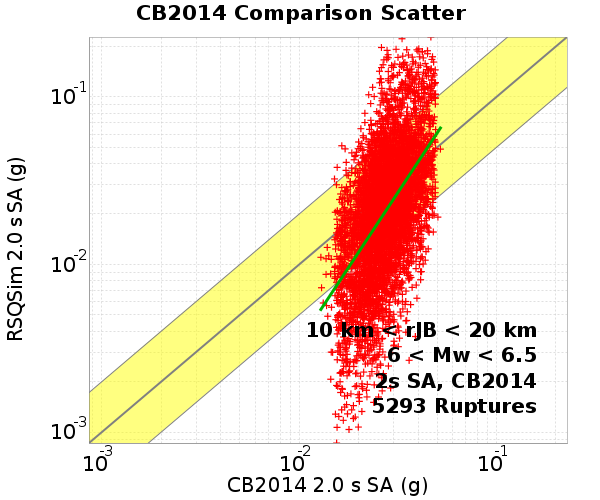 CB2014 Comparison Scatter
RSQSim 2.0 s SA (g)
10-1
10-2
10-3
10 km < rJB < 20 km
6 < Mw < 6.5
2s SA, CB2014
5293 Ruptures
10-3 10-2 10-1
CB2014 2.0 s SA (g)